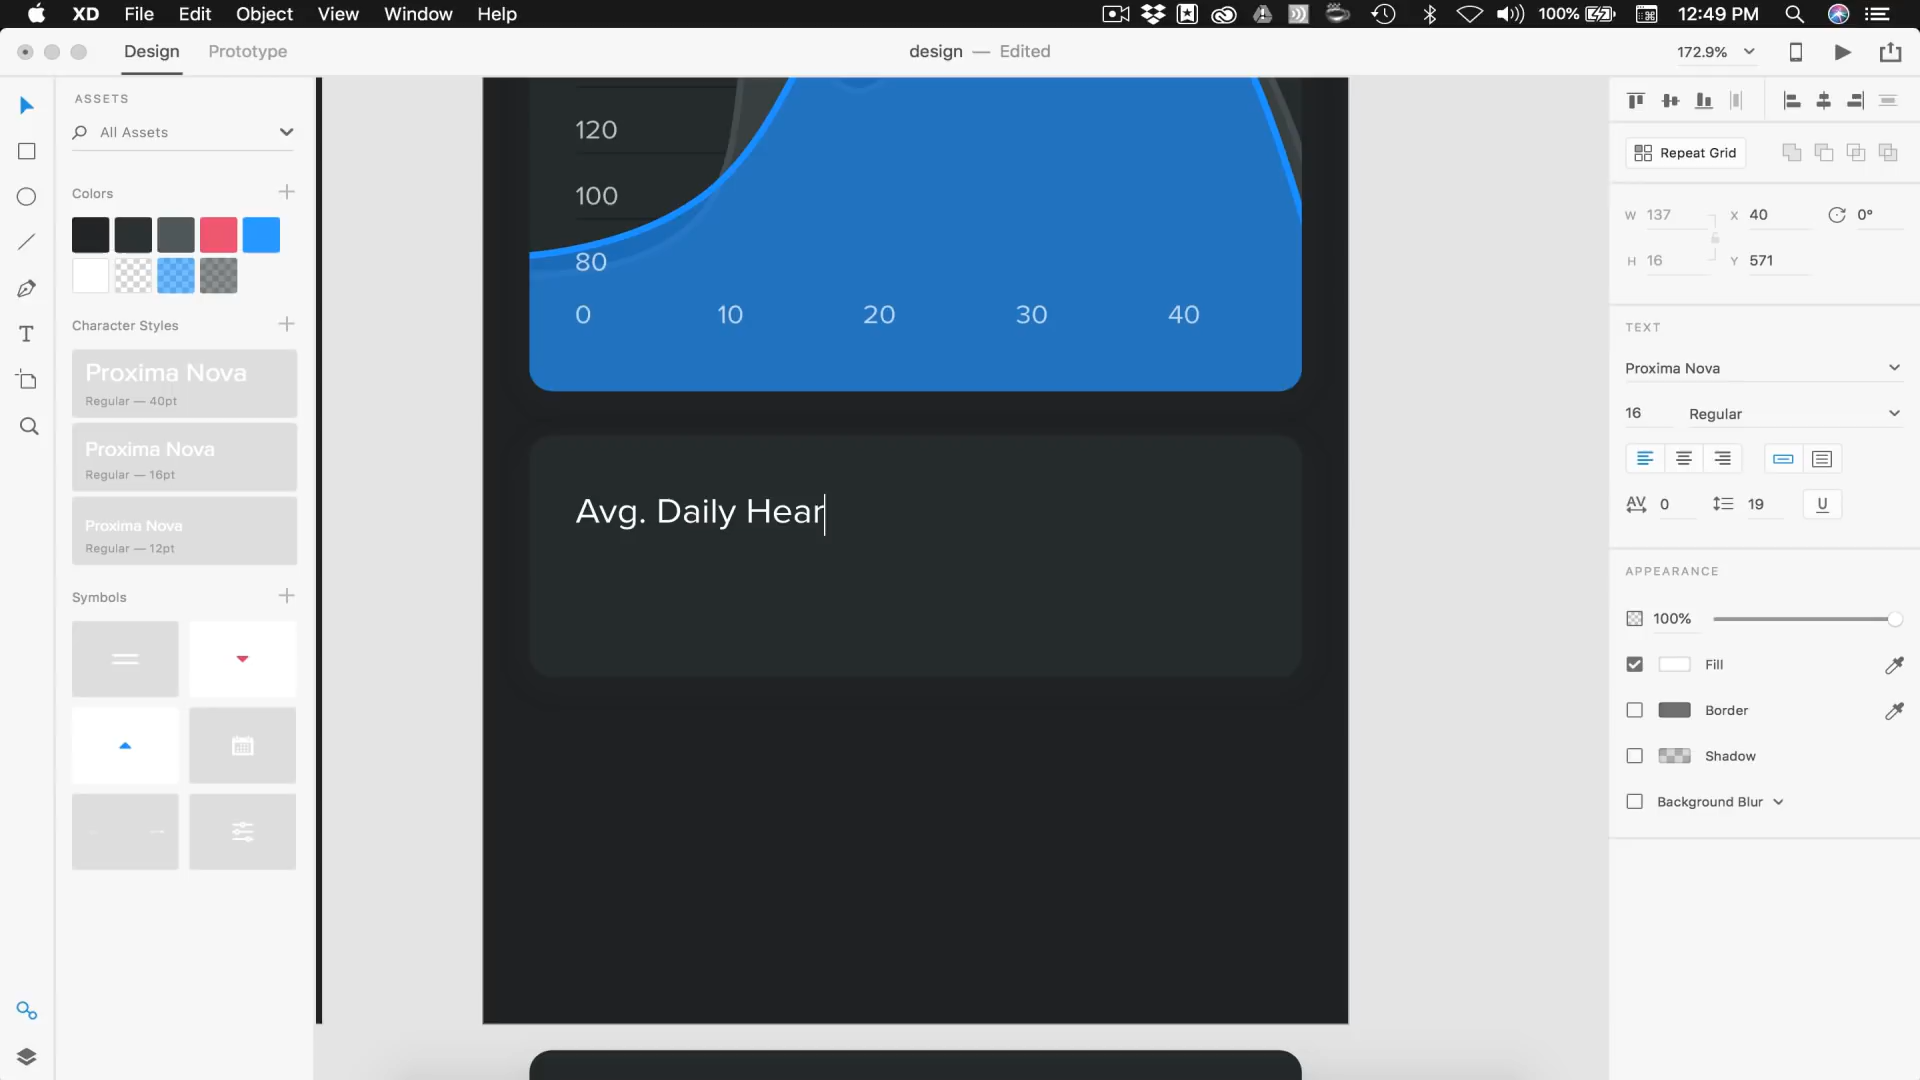 XD File Edit Object View Window Help 100% 12:49 PM
Design Prototype design — Edited 172.9%
ASSETS
All Assets
Colors
Character Styles
Proxima Nova
Regular — 40pt
Proxima Nova
Regular — 16pt
Proxima Nova
Regular — 12pt
Symbols
120
100
80
0 10 20 30 40
Avg. Daily Hear
Repeat Grid
W 137 X 40 0°
H 16 Y 571
TEXT
Proxima Nova
16 Regular
AV 0 19 U
APPEARANCE
100%
Fill
Border
Shadow
Background Blur